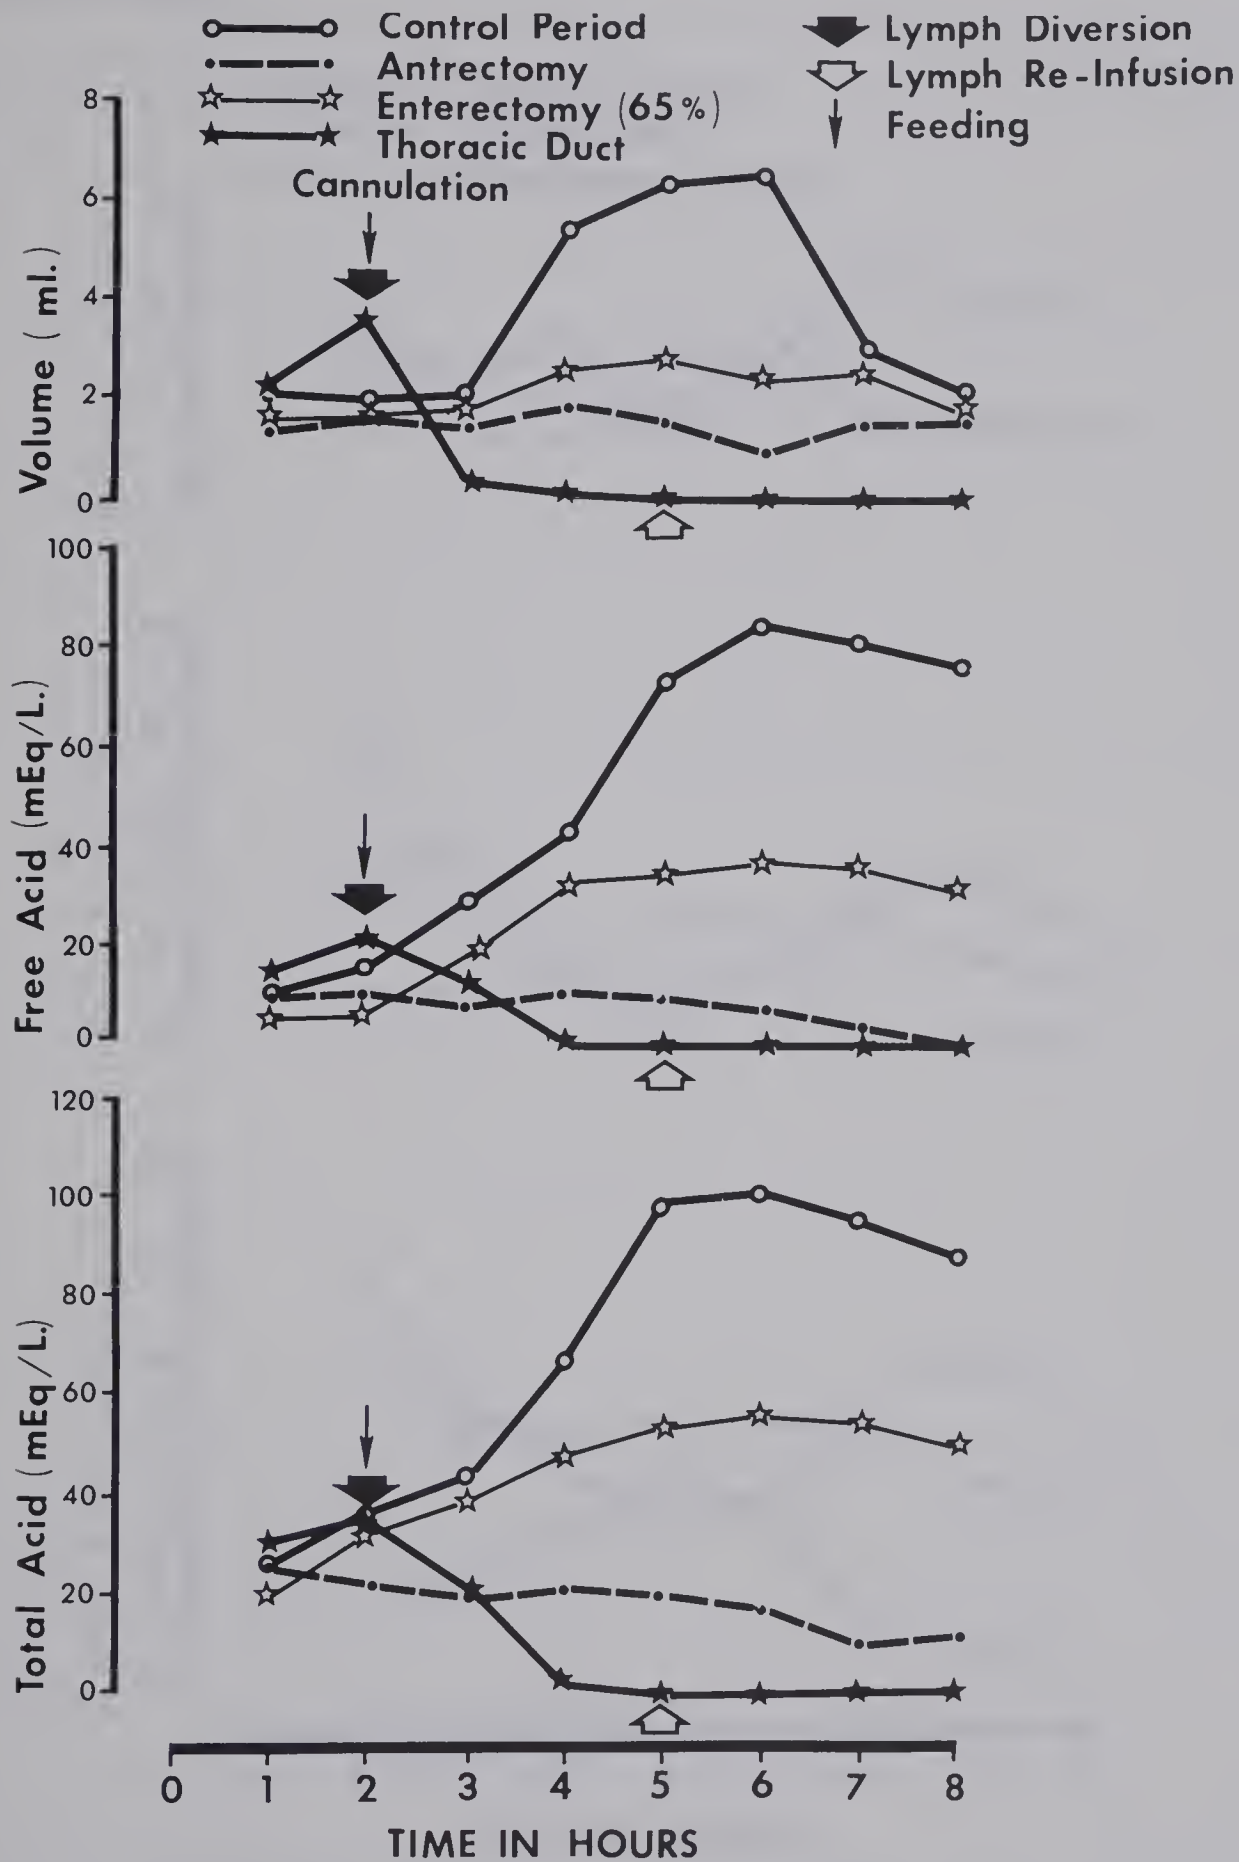 Control Period
Antrectomy
Enterectomy (65%)
Thoracic Duct
Cannulation
Lymph Diversion
Lymph Re-Infusion
Feeding
Volume (ml.)
8
6
4
2
0
Free Acid (mEq/L.)
100
80
60
40
20
0
Total Acid (mEq/L.)
120
100
80
60
40
20
0
0 1 2 3 4 5 6 7 8
TIME IN HOURS